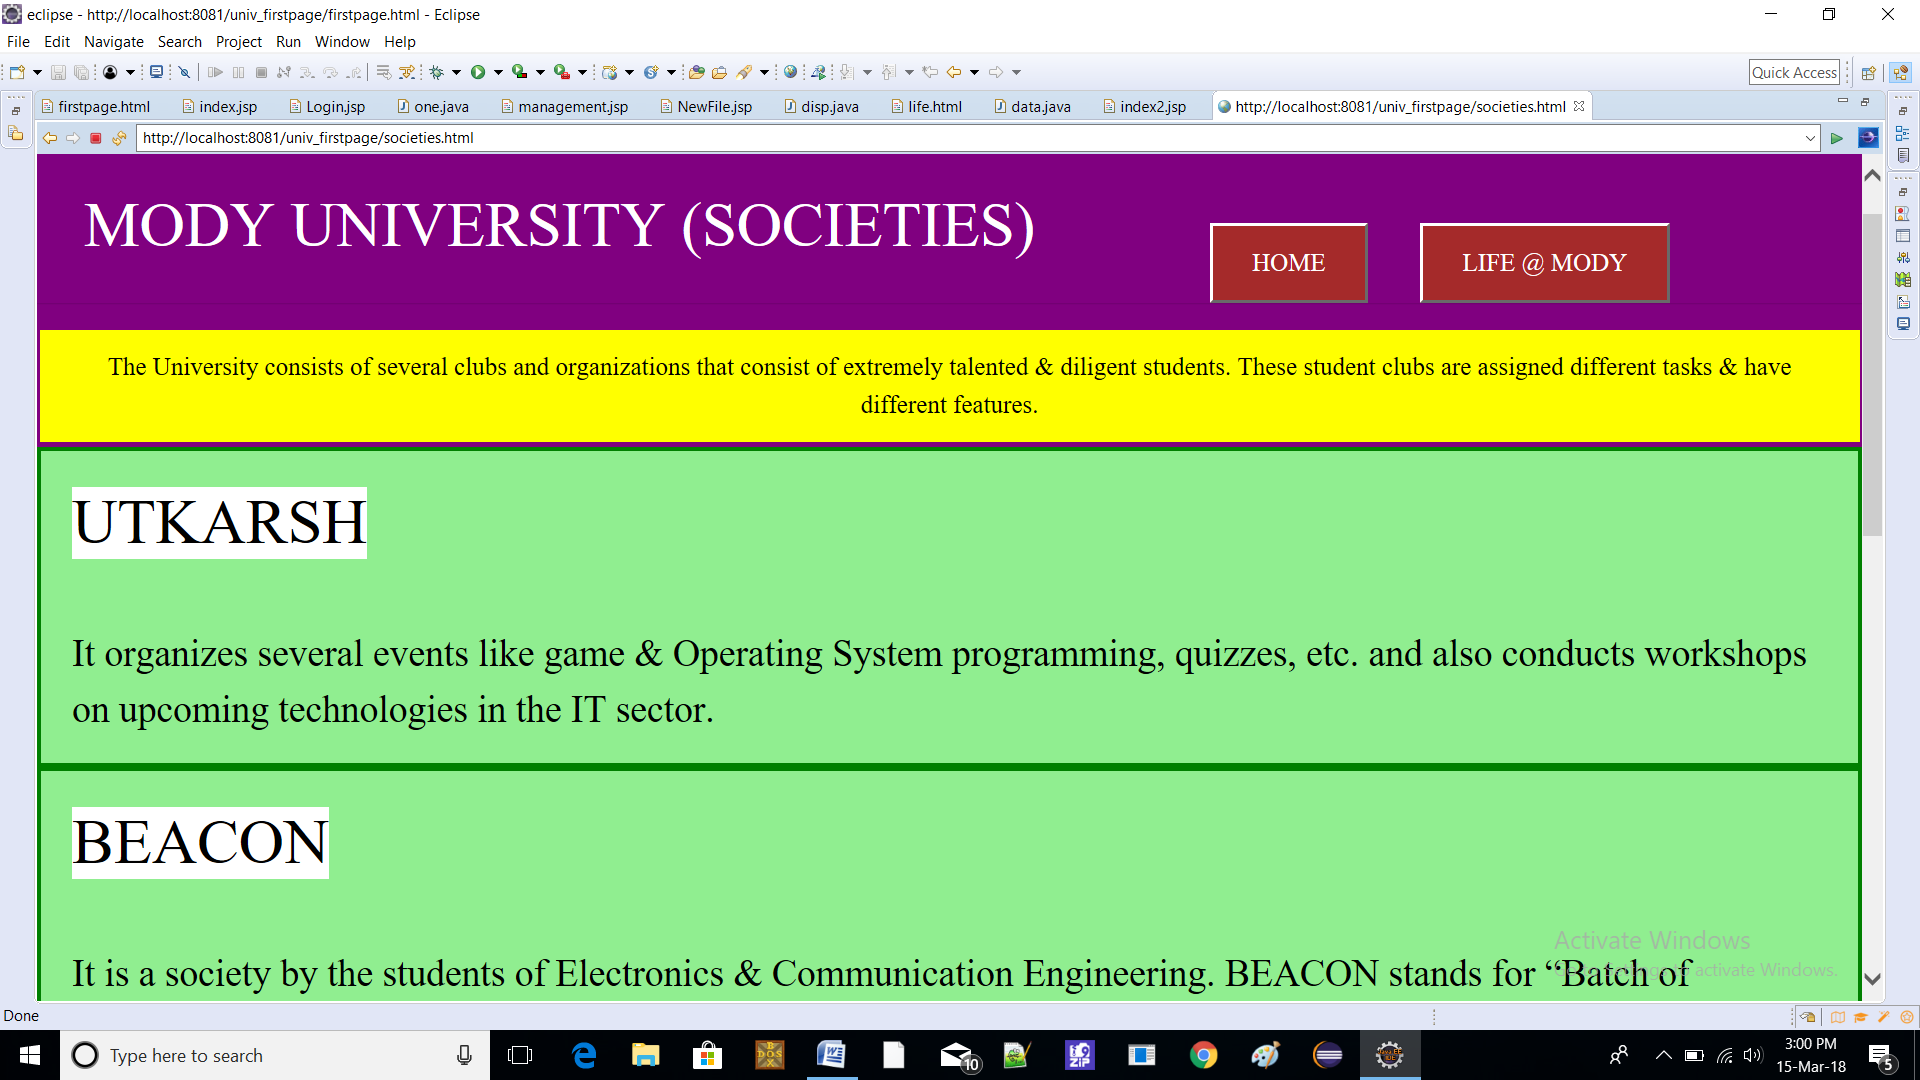 eclipse - http://localhost:8081/univ_firstpage/firstpage.html - Eclipse
File Edit Navigate Search Project Run Window Help
Quick Access
firstpage.html index.jsp Login.jsp one.java management.jsp NewFile.jsp disp.java life.html data.java index2.jsp http://localhost:8081/univ_firstpage/societies.html
http://localhost:8081/univ_firstpage/societies.html
MODY UNIVERSITY (SOCIETIES)
HOME
LIFE @ MODY
The University consists of several clubs and organizations that consist of extremely talented & diligent students. These student clubs are assigned different tasks & have
different features.
UTKARSH
It organizes several events like game & Operating System programming, quizzes, etc. and also conducts workshops
on upcoming technologies in the IT sector.
BEACON
It is a society by the students of Electronics & Communication Engineering. BEACON stands for “Batch of
Activate Windows
activate Windows.
Done
Type here to search
10
3:00 PM
15-Mar-18
5